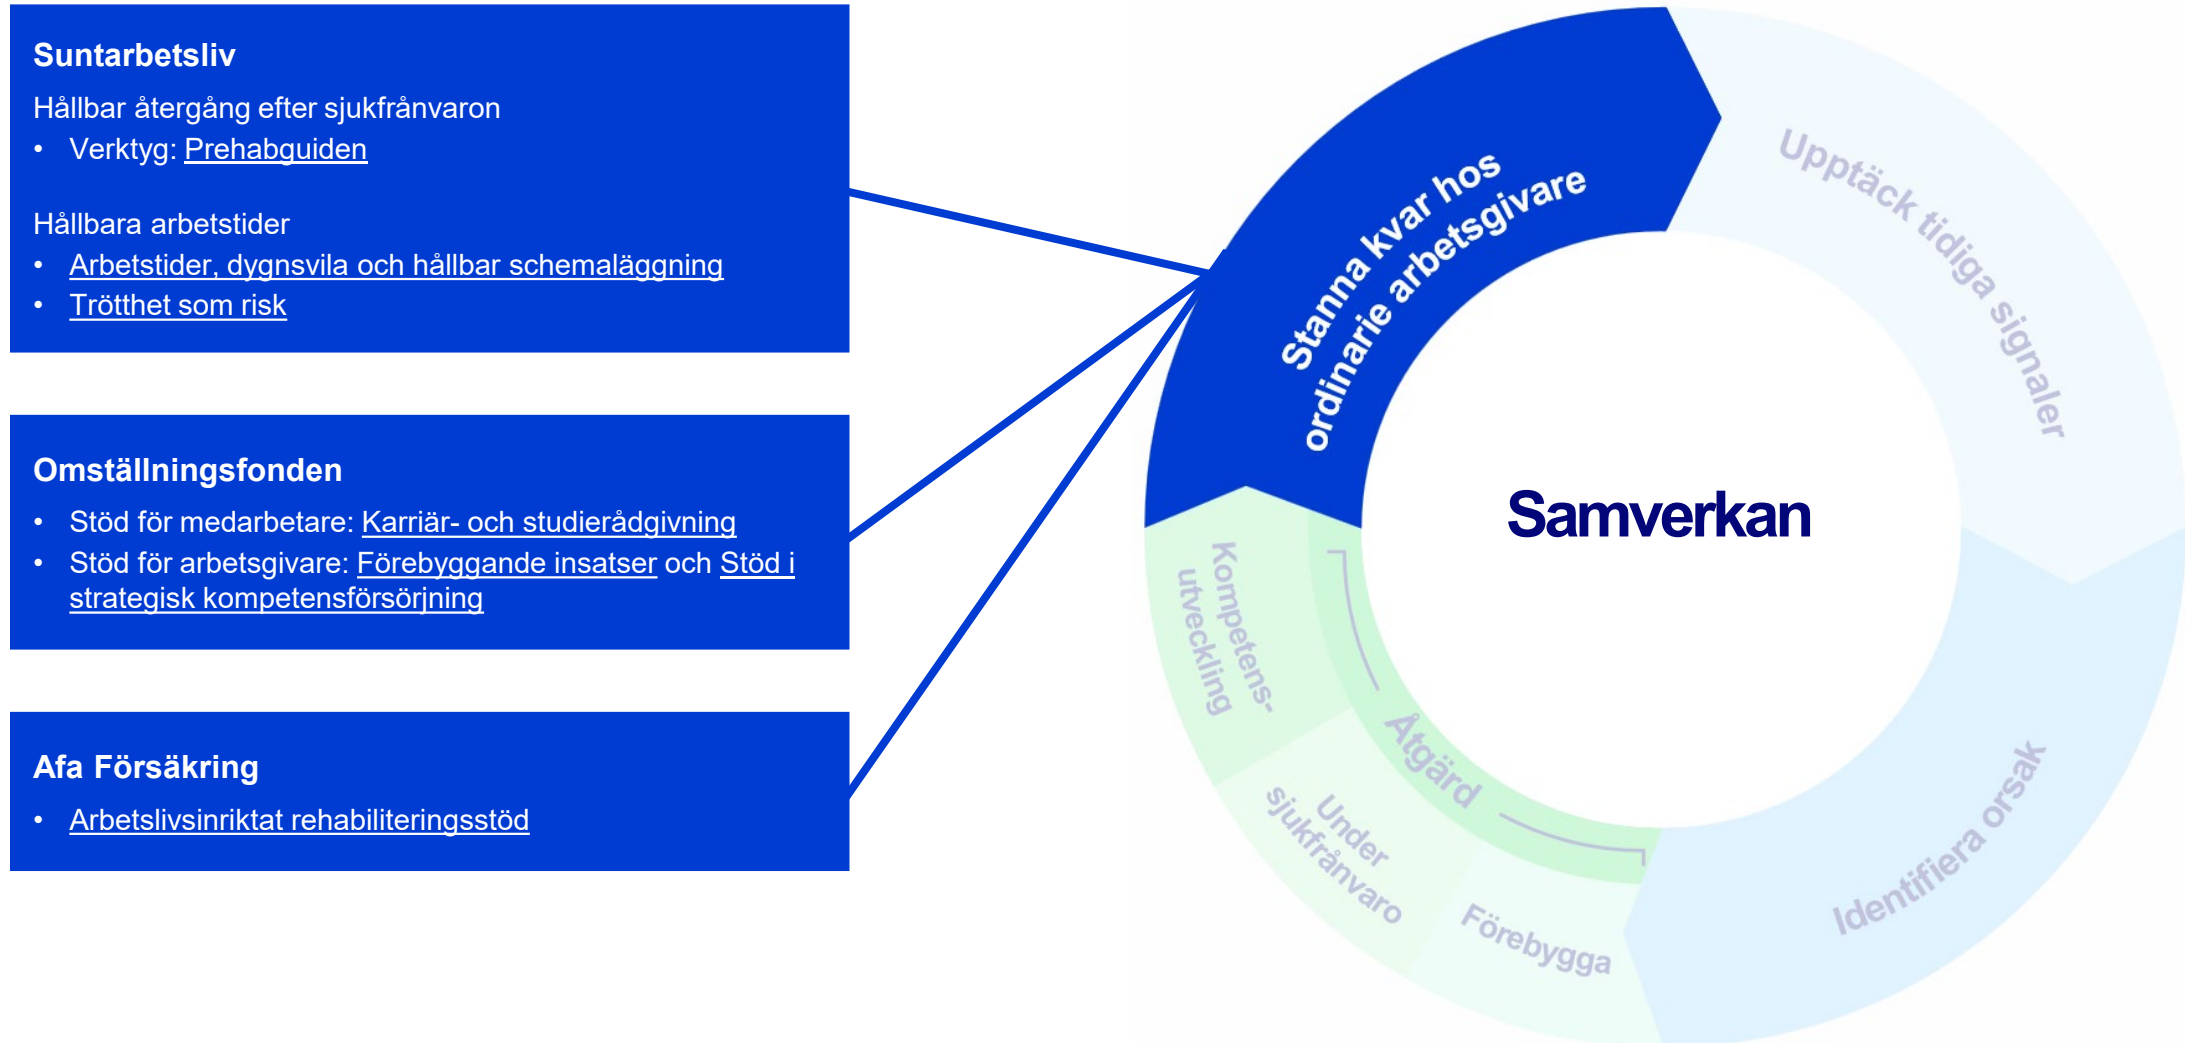 Suntarbetsliv
Hållbar återgång efter sjukfrånvaron
• Verktyg: Prehabguiden
Hållbara arbetstider
• Arbetstider, dygnsvila och hållbar schemaläggning
• Trötthet som risk
Omställningsfonden
• Stöd för medarbetare: Karriär- och studierådgivning
• Stöd för arbetsgivare: Förebyggande insatser och Stöd i
strategisk kompetensförsörjning
Afa Försäkring
• Arbetslivsinriktat rehabiliteringsstöd
Stanna kvar hos
ordinarie arbetsgivare
Upptäck tidiga signaler
Samverkan
Identifiera orsak
Åtgärd
Kompetens-
utveckling
Under
sjukfrånvaro
Förebygga